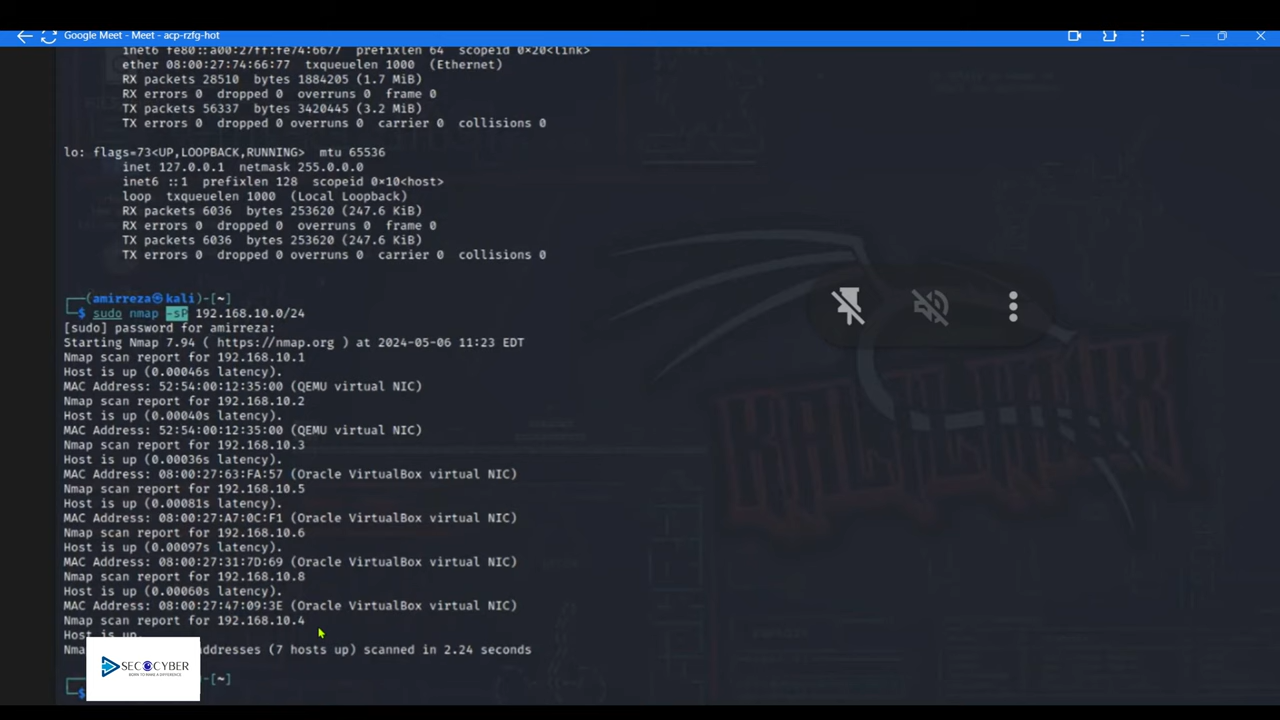 Google Meet - Meet - acp-rzfg-hot
inet6 fe80::a00:27ff:fe74:6677 prefixlen 64 scopeid 0×20<link>
ether 08:00:27:74:66:77 txqueuelen 1000 (Ethernet)
RX packets 28510 bytes 1884205 (1.7 MiB)
RX errors 0 dropped 0 overruns 0 frame 0
TX packets 56337 bytes 3420445 (3.2 MiB)
TX errors 0 dropped 0 overruns 0 carrier 0 collisions 0
lo: flags=73<UP,LOOPBACK,RUNNING> mtu 65536
inet 127.0.0.1 netmask 255.0.0.0
inet6 ::1 prefixlen 128 scopeid 0×10<host>
loop txqueuelen 1000 (Local Loopback)
RX packets 6036 bytes 253620 (247.6 KiB)
RX errors 0 dropped 0 overruns 0 frame 0
TX packets 6036 bytes 253620 (247.6 KiB)
TX errors 0 dropped 0 overruns 0 carrier 0 collisions 0
(amirreza㉿kali)-[~]
$ sudo nmap -sP 192.168.10.0/24
[sudo] password for amirreza:
Starting Nmap 7.94 ( https://nmap.org ) at 2024-05-06 11:23 EDT
Nmap scan report for 192.168.10.1
Host is up (0.00046s latency).
MAC Address: 52:54:00:12:35:00 (QEMU virtual NIC)
Nmap scan report for 192.168.10.2
Host is up (0.00040s latency).
MAC Address: 52:54:00:12:35:00 (QEMU virtual NIC)
Nmap scan report for 192.168.10.3
Host is up (0.00036s latency).
MAC Address: 08:00:27:63:FA:57 (Oracle VirtualBox virtual NIC)
Nmap scan report for 192.168.10.5
Host is up (0.00081s latency).
MAC Address: 08:00:27:A7:0C:F1 (Oracle VirtualBox virtual NIC)
Nmap scan report for 192.168.10.6
Host is up (0.00097s latency).
MAC Address: 08:00:27:31:7D:69 (Oracle VirtualBox virtual NIC)
Nmap scan report for 192.168.10.8
Host is up (0.00060s latency).
MAC Address: 08:00:27:47:09:3E (Oracle VirtualBox virtual NIC)
Nmap scan report for 192.168.10.4
Host is up.
addresses (7 hosts up) scanned in 2.24 seconds
-[~]
$
SECOCYBER
BORN TO MAKE A DIFFERENCE
KALI LINUX